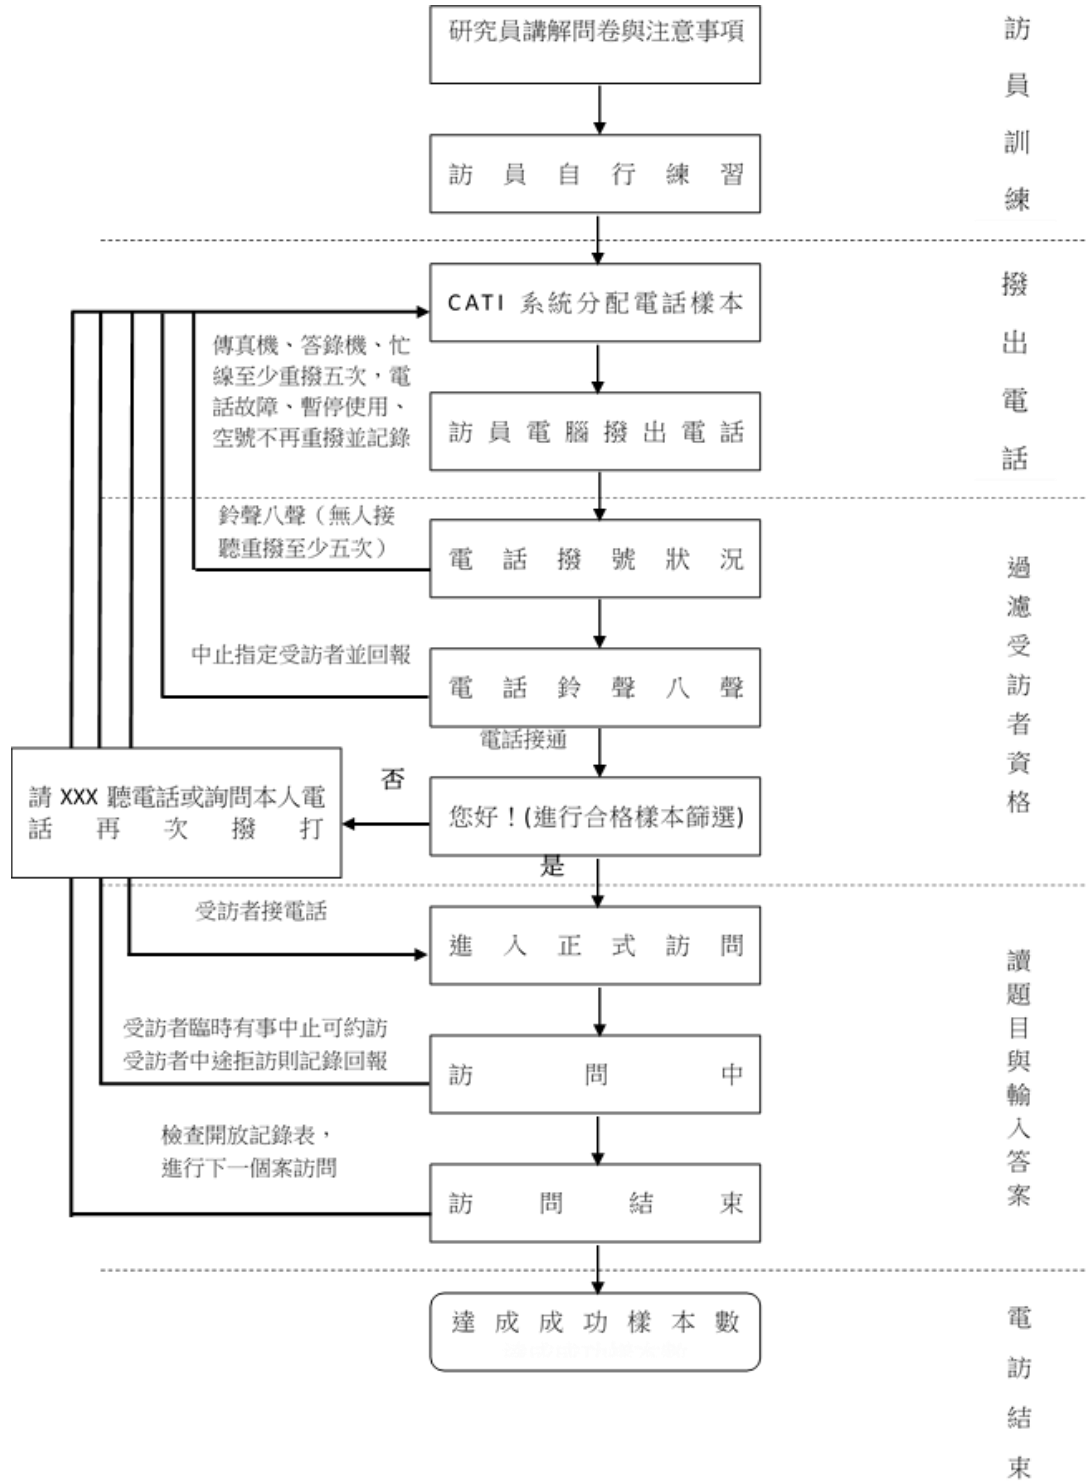 研究員講解問卷與注意事項
訪員自行練習
訪員訓練
CATI 系統分配電話樣本
傳真機、答錄機、忙
線至少重撥五次，電
話故障、暫停使用、
空號不再重撥並記錄
訪員電腦撥出電話
撥出電話
鈴聲八聲（無人接
聽重撥至少五次）
電話撥號狀況
中止指定受訪者並回報
電話鈴聲八聲
電話接通
否
請 XXX 聽電話或詢問本人電
話再次撥打
您好！(進行合格樣本篩選)
是
過濾受訪者資格
受訪者接電話
進入正式訪問
受訪者臨時有事中止可約訪
受訪者中途拒訪則記錄回報
訪問中
檢查開放記錄表，
進行下一個案訪問
訪問結束
讀題目與輸入答案
達成成功樣本數
電訪結束